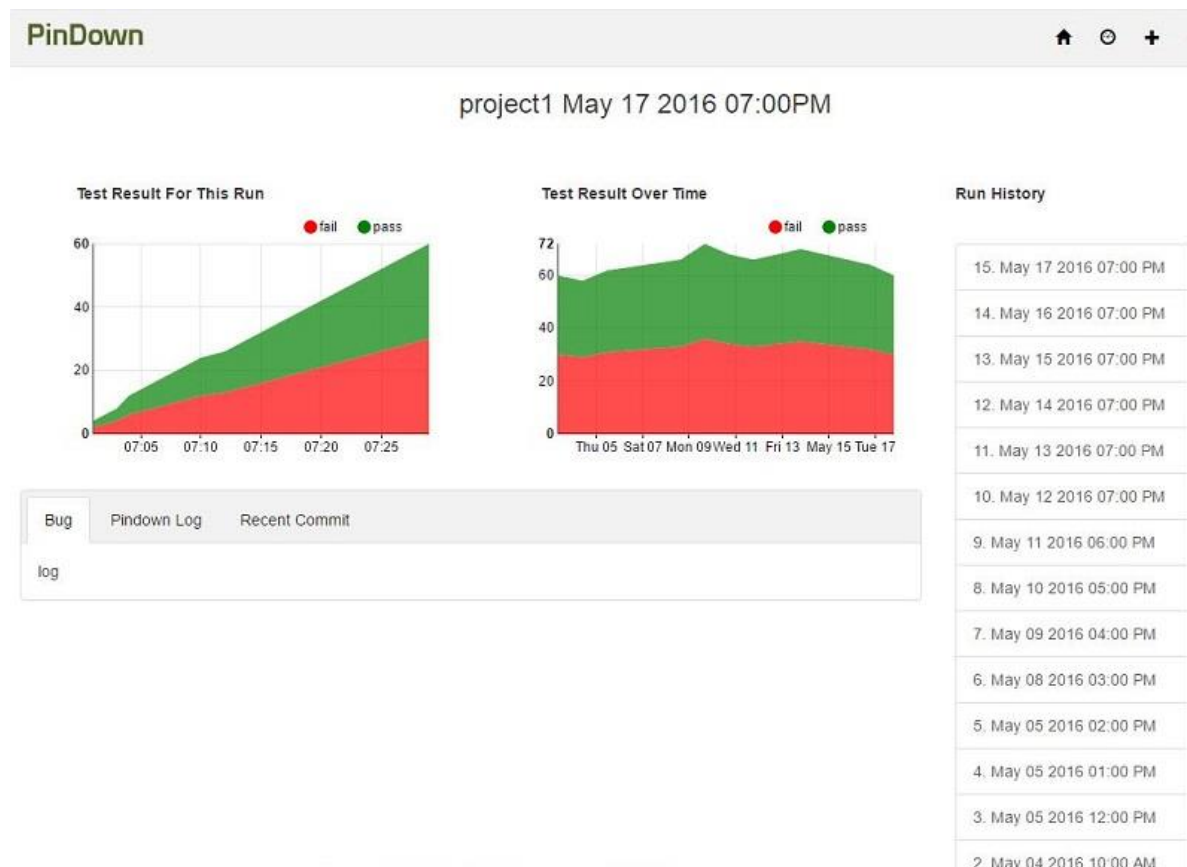 PinDown
project1 May 17 2016 07:00PM
Test Result For This Run
fail pass
60
40
20
0
07:05 07:10 07:15 07:20 07:25
Test Result Over Time
fail pass
72
60
40
20
0
Thu 05 Sat 07 Mon 09 Wed 11 Fri 13 May 15 Tue 17
Bug Pindown Log Recent Commit
log
Run History
15. May 17 2016 07:00 PM
14. May 16 2016 07:00 PM
13. May 15 2016 07:00 PM
12. May 14 2016 07:00 PM
11. May 13 2016 07:00 PM
10. May 12 2016 07:00 PM
9. May 11 2016 06:00 PM
8. May 10 2016 05:00 PM
7. May 09 2016 04:00 PM
6. May 08 2016 03:00 PM
5. May 05 2016 02:00 PM
4. May 05 2016 01:00 PM
3. May 05 2016 12:00 PM
2. May 04 2016 10:00 AM